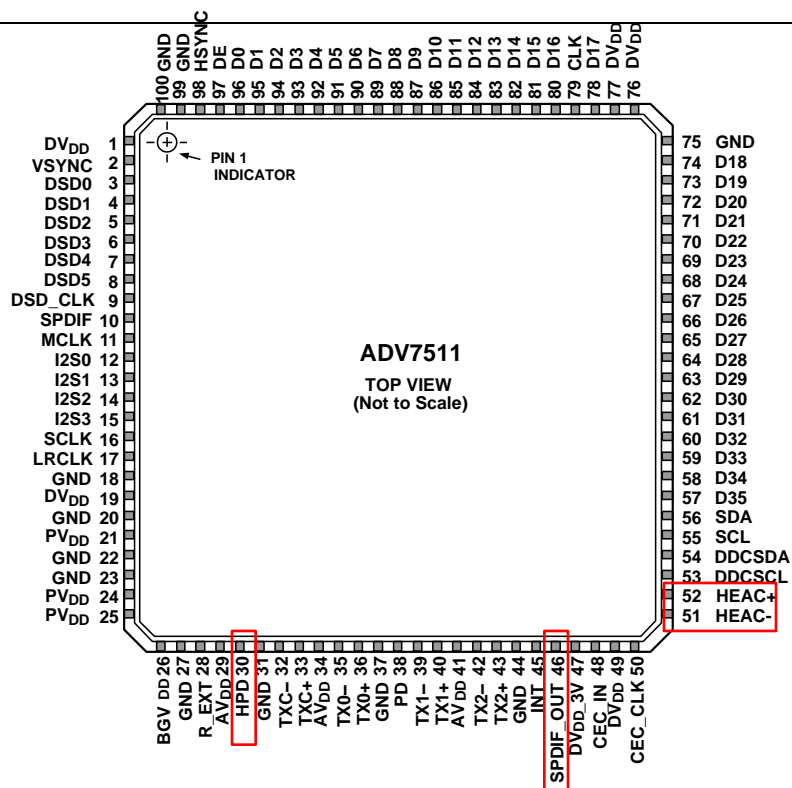 100 GND
99 GND
98 HSYNC
97 DE
96 D0
95 D1
94 D2
93 D3
92 D4
91 D5
90 D6
89 D7
88 D8
87 D9
86 D10
85 D11
84 D12
83 D13
82 D14
81 D15
80 D16
79 CLK
78 D17
77 DVDD
76 DVDD
DVDD 1
VSYNC 2
DSD0 3
DSD1 4
DSD2 5
DSD3 6
DSD4 7
DSD5 8
DSD_CLK 9
SPDIF 10
MCLK 11
I2S0 12
I2S1 13
I2S2 14
I2S3 15
SCLK 16
LRCLK 17
GND 18
DVDD 19
GND 20
PVDD 21
GND 22
GND 23
PVDD 24
PVDD 25
PIN 1
INDICATOR
ADV7511
TOP VIEW
(Not to Scale)
75 GND
74 D18
73 D19
72 D20
71 D21
70 D22
69 D23
68 D24
67 D25
66 D26
65 D27
64 D28
63 D29
62 D30
61 D31
60 D32
59 D33
58 D34
57 D35
56 SDA
55 SCL
54 DDCSDA
53 DDCSCL
52 HEAC+
51 HEAC-
BGV DD 26
GND 27
R_EXT 28
AVDD 29
HPD 30
GND 31
TXC– 32
TXC+ 33
AVDD 34
TX0– 35
TX0+ 36
GND 37
PD 38
TX1– 39
TX1+ 40
AVDD 41
TX2– 42
TX2+ 43
GND 44
INT 45
SPDIF_OUT 46
DVDD_3V 47
CEC_IN 48
DVDD 49
CEC_CLK 50